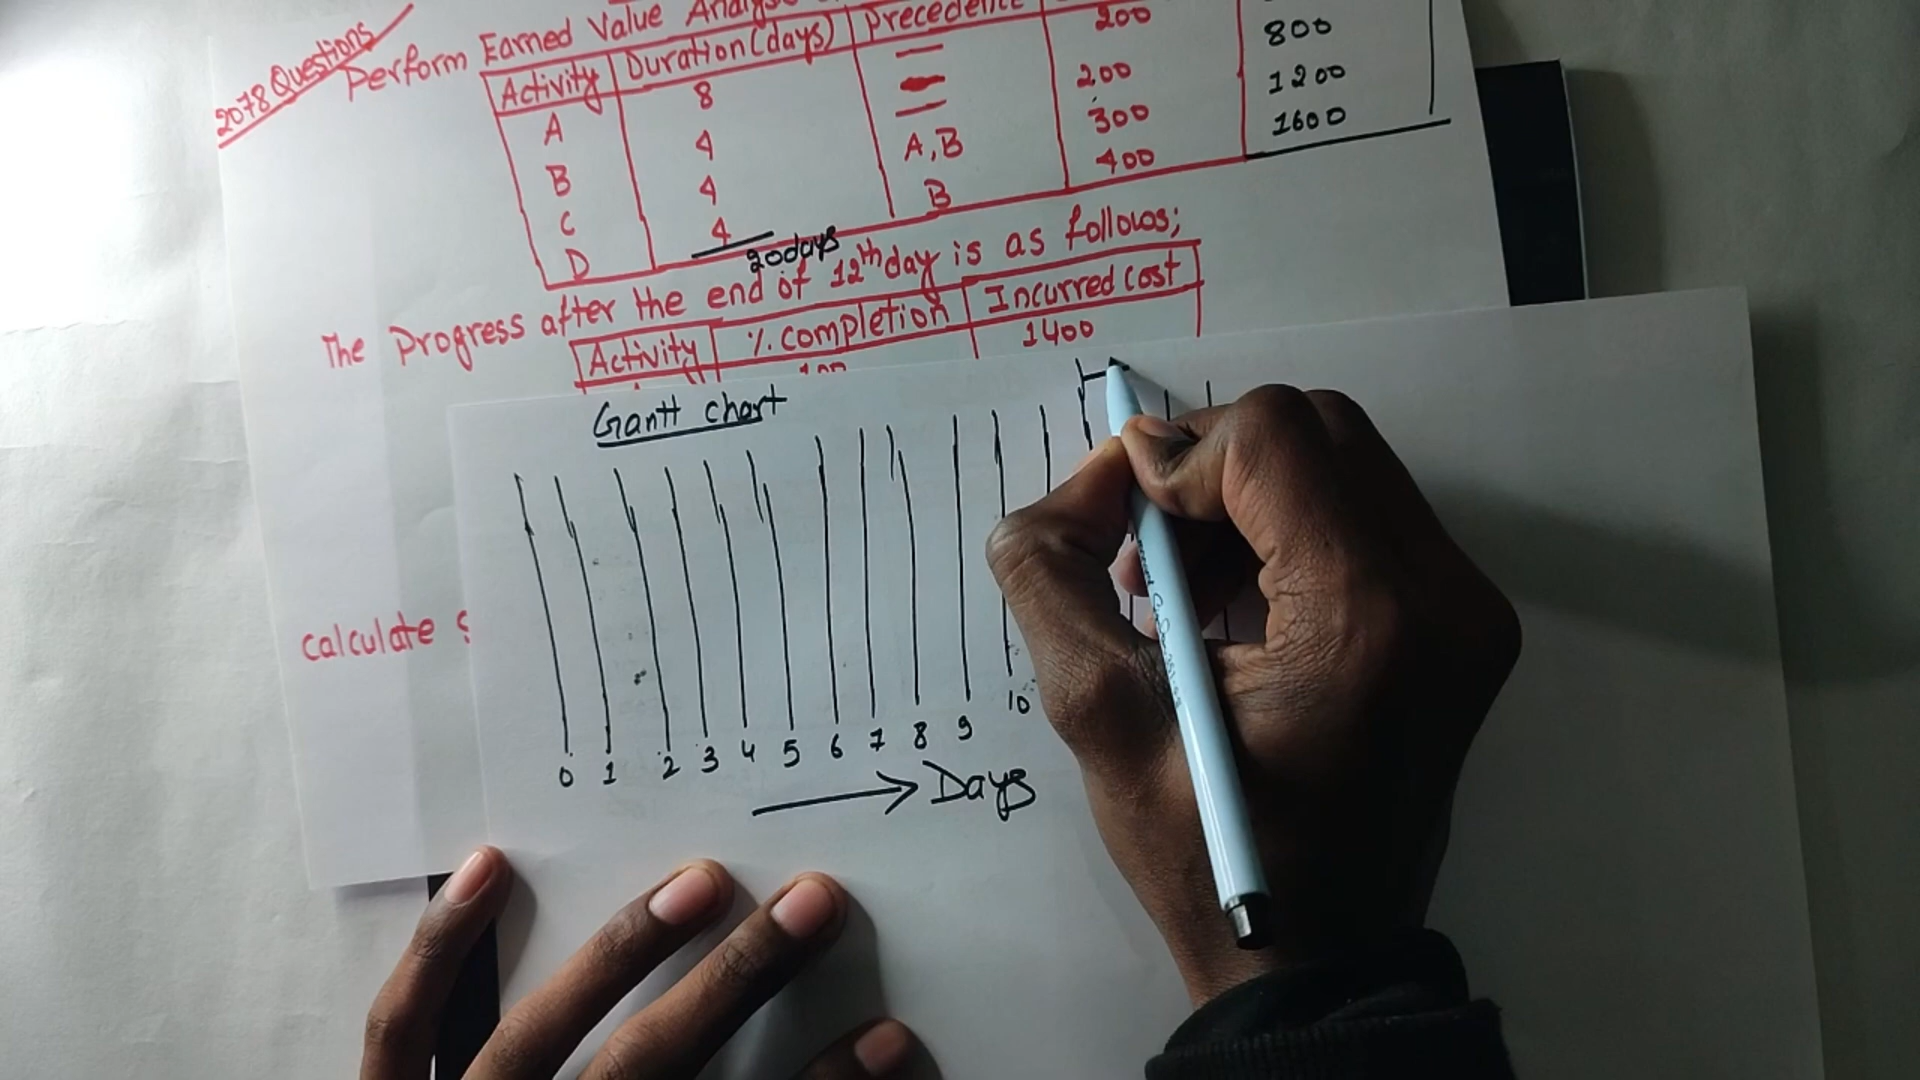 2078 Questions
Perform Earned Value
Activity Duration(days) Precedence 200 800
A 8 — 200 1200
B 4 — 300 1600
C 4 A,B 400
D 4 B
20days
The Progress after the end of 12th day is as follows;
Activity % completion Incurred cost
100 1400
Gantt chart
calculate
0 1 2 3 4 5 6 7 8 9 10
Days